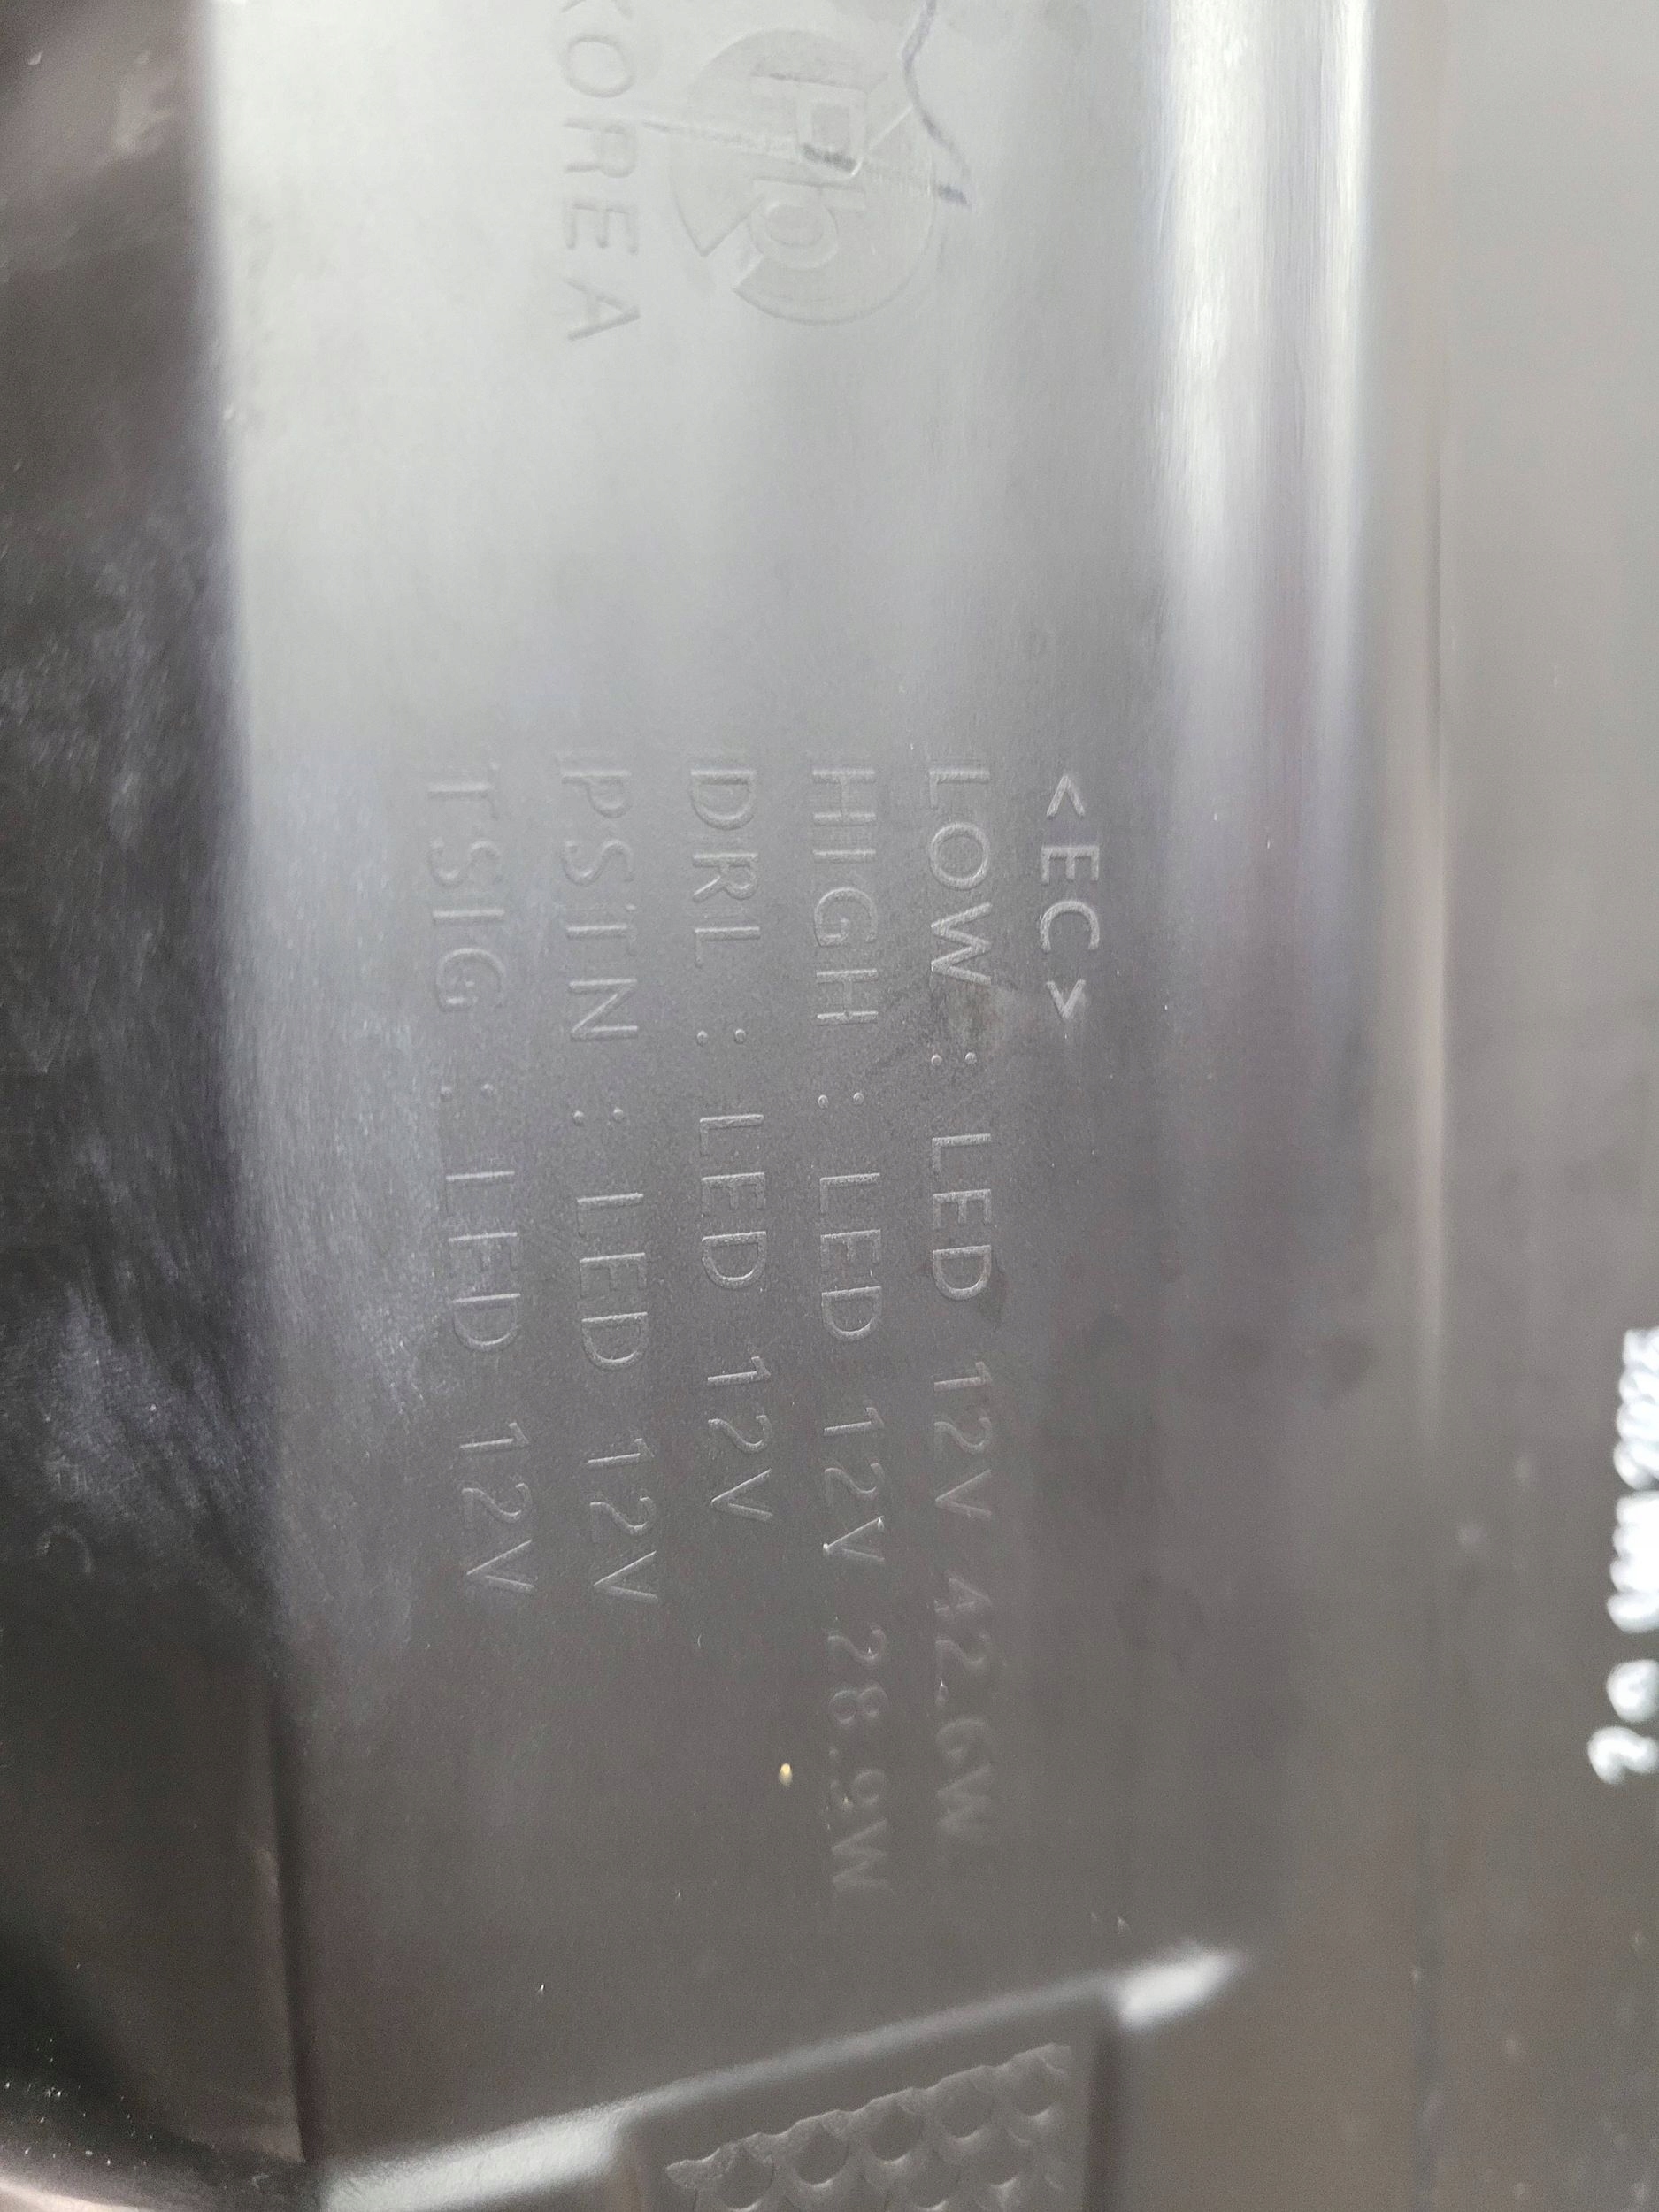 KOREA
Pb
<EC>
LOW : LED 12V 42.6W
HIGH : LED 12V 28.9W
DRL : LED 12V
PSTN : LED 12V
TSIG : LED 12V